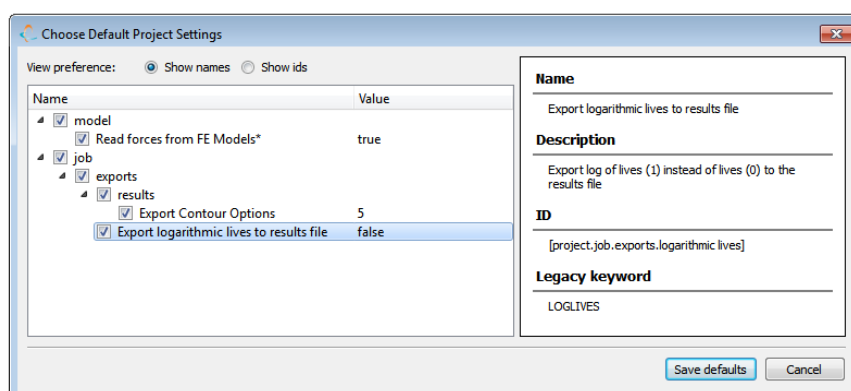 Choose Default Project Settings
View preference: Show names Show ids
Name Value
model
Read forces from FE Models* true
job
exports
results
Export Contour Options 5
Export logarithmic lives to results file false
Name
Export logarithmic lives to results file
Description
Export log of lives (1) instead of lives (0) to the
results file
ID
[project.job.exports.logarithmic lives]
Legacy keyword
LOGLIVES
Save defaults Cancel